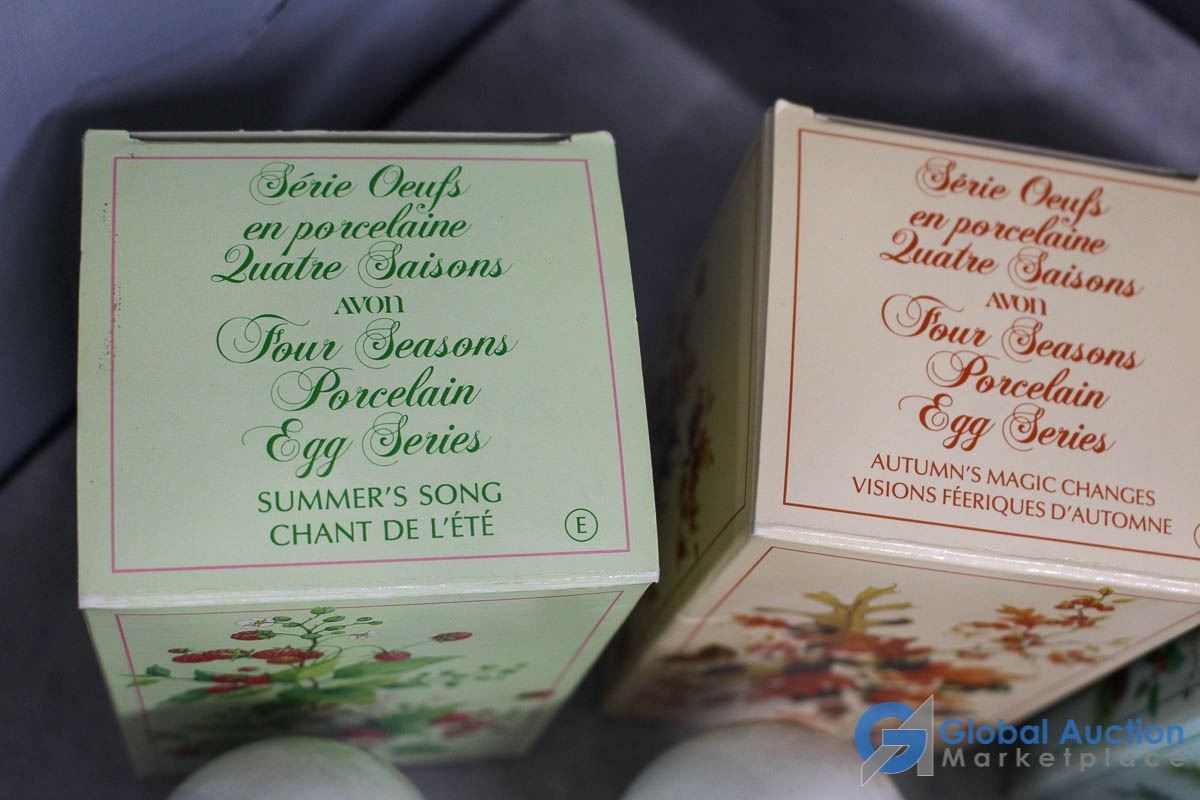 Série Oeufs
en porcelaine
Quatre Saisons
AVON
Four Seasons
Porcelain
Egg Series
SUMMER'S SONG
CHANT DE L'ÉTÉ
E
Série Oeufs
en porcelaine
Quatre Saisons
AVON
Four Seasons
Porcelain
Egg Series
AUTUMN'S MAGIC CHANGES
VISIONS FÉERIQUES D'AUTOMNE
Global Auction
Marketplace